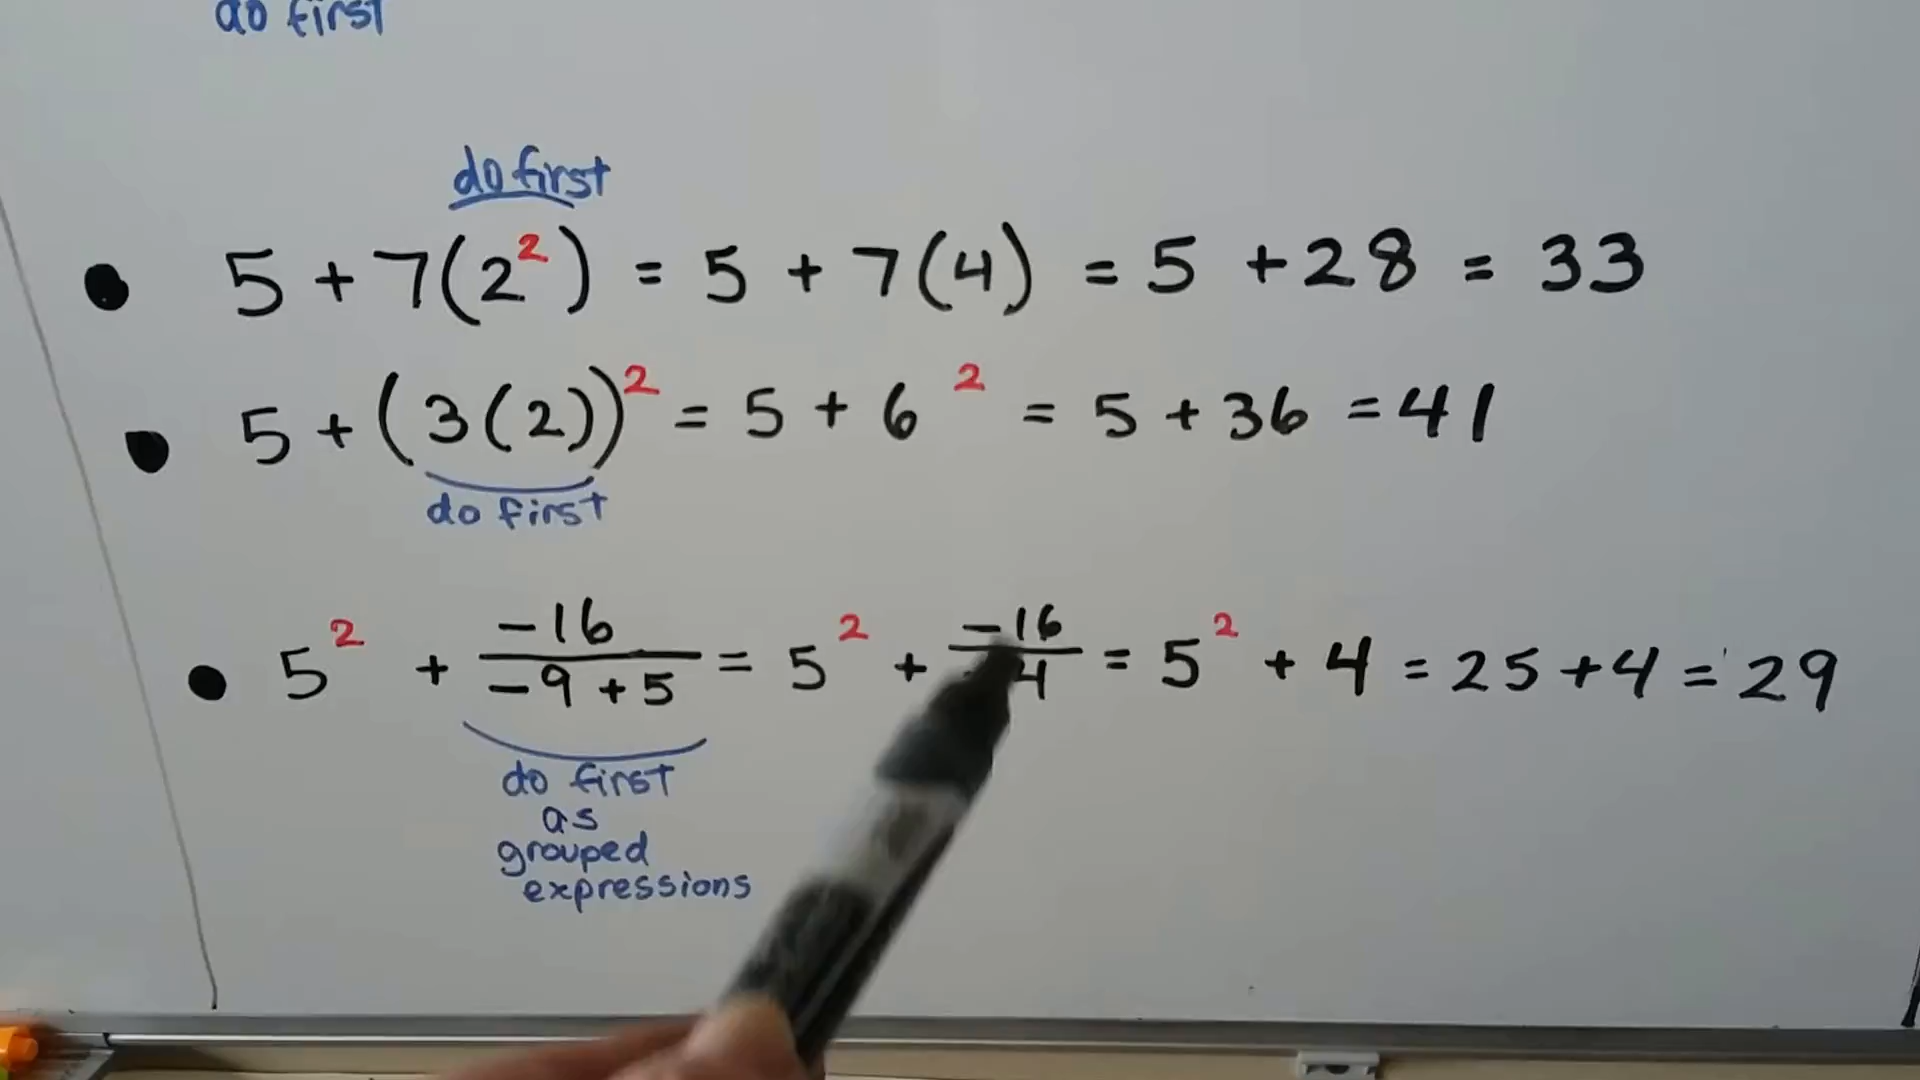 do first
do first
5 + 7(2²) = 5 + 7(4) = 5 + 28 = 33
5 + (3(2))² = 5 + 6² = 5 + 36 = 41
do first
5² + -16/(-9 + 5) = 5² + -16/4 = 5² + 4 = 25 + 4 = 29
do first
as
grouped
expressions